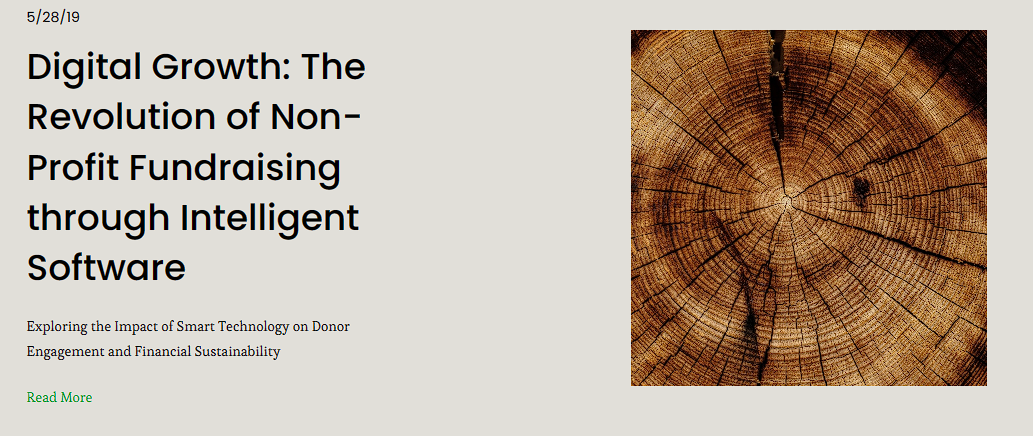 5/28/19
Digital Growth: The
Revolution of Non-
Profit Fundraising
through Intelligent
Software
Exploring the Impact of Smart Technology on Donor
Engagement and Financial Sustainability
Read More